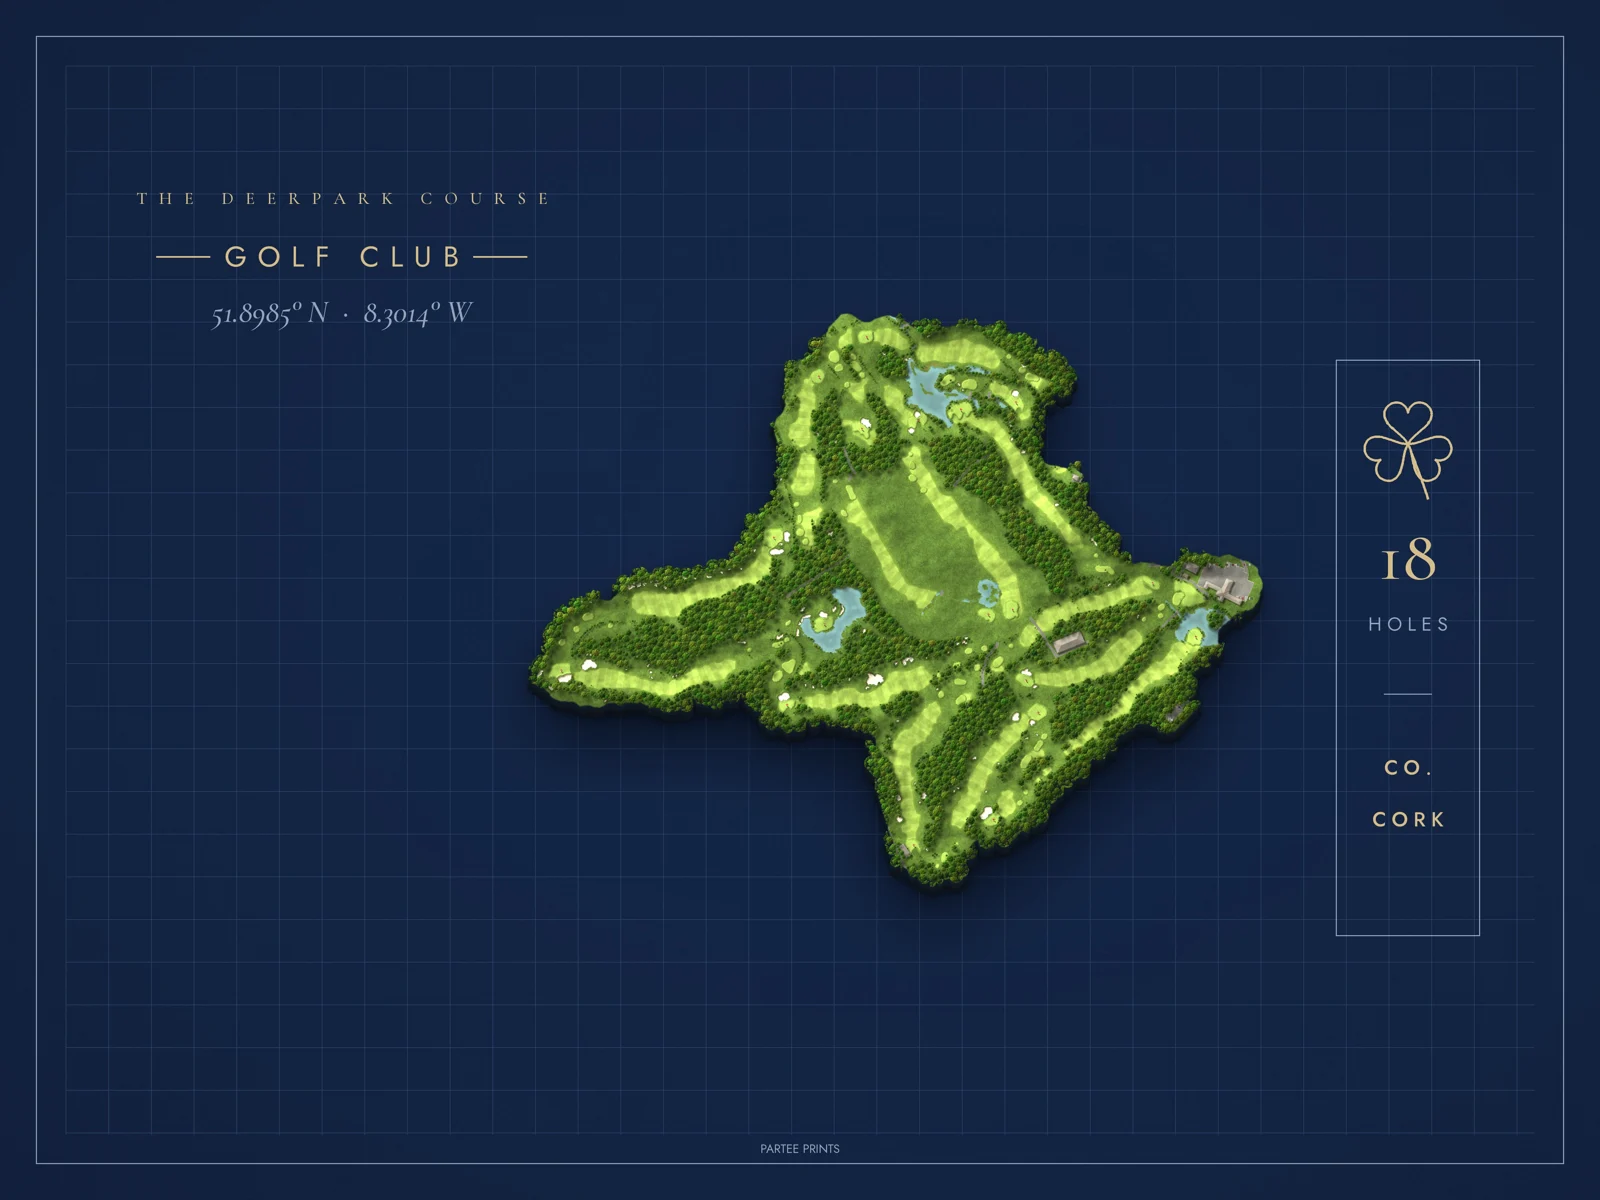 THE DEERPARK COURSE
GOLF CLUB
51.8985° N · 8.3014° W
18
HOLES
CO.
CORK
PARTEE PRINTS